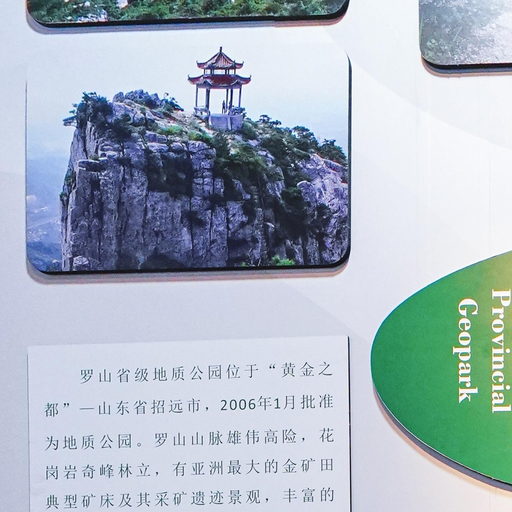 罗山省级地质公园位于“黄金之
都”—山东省招远市，2006年1月批准
为地质公园。罗山山脉雄伟高险，花
岗岩奇峰林立，有亚洲最大的金矿田
典型矿床及其采矿遗迹景观，丰富的
Provincial
Geopark